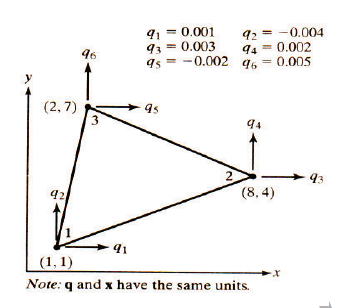 q₁ = 0.001 q₂ = −0.004
q₃ = 0.003 q₄ = 0.002
q₅ = −0.002 q₆ = 0.005
q₆
y
(2, 7)
3
q₅
q₄
2
q₃
(8, 4)
q₂
1
q₁
(1, 1)
x
Note: q and x have the same units.